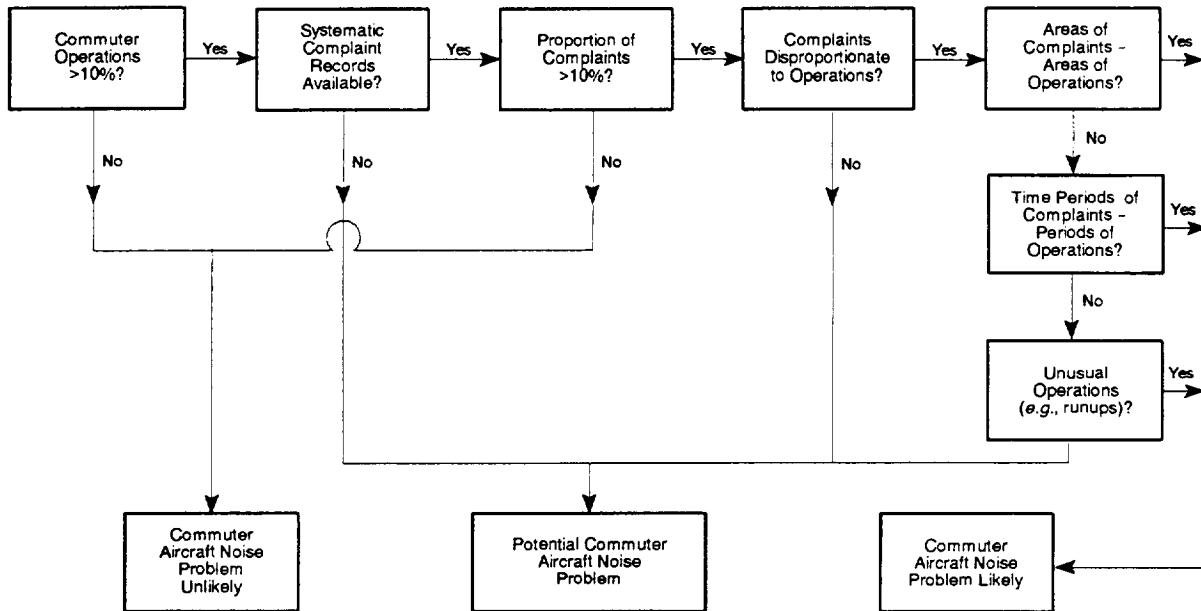 Commuter
Operations
>10%?
Yes
Systematic
Complaint
Records
Available?
Yes
Proportion of
Complaints
>10%?
Yes
Complaints
Disproportionate
to Operations?
Yes
Areas of
Complaints –
Areas of
Operations?
Yes
No
No
No
No
No
Time Periods of
Complaints –
Periods of
Operations?
Yes
No
Unusual
Operations
(e.g., runups)?
Yes
Commuter
Aircraft Noise
Problem
Unlikely
Potential Commuter
Aircraft Noise
Problem
Commuter
Aircraft Noise
Problem Likely